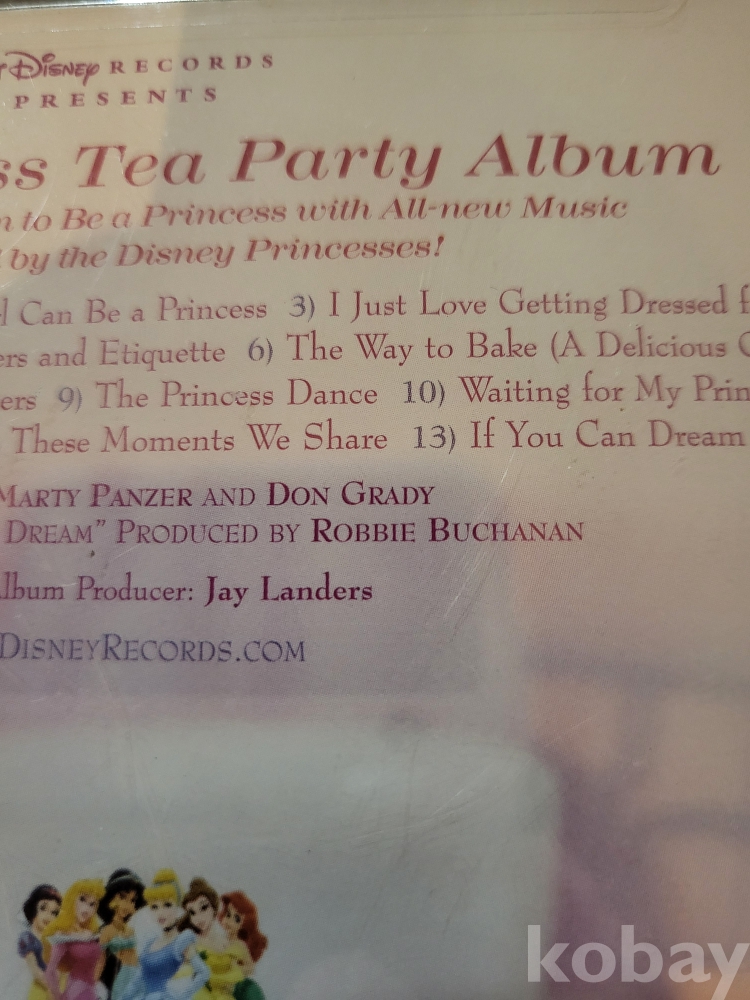 Disney RECORDS
PRESENTS
ss Tea Party Album
n to Be a Princess with All-new Music
by the Disney Princesses!
l Can Be a Princess 3) I Just Love Getting Dressed f
ers and Etiquette 6) The Way to Bake (A Delicious
ers 9) The Princess Dance 10) Waiting for My Prin
These Moments We Share 13) If You Can Dream
Marty Panzer and Don Grady
Dream" Produced by Robbie Buchanan
lbum Producer: Jay Landers
DisneyRecords.com
kobay